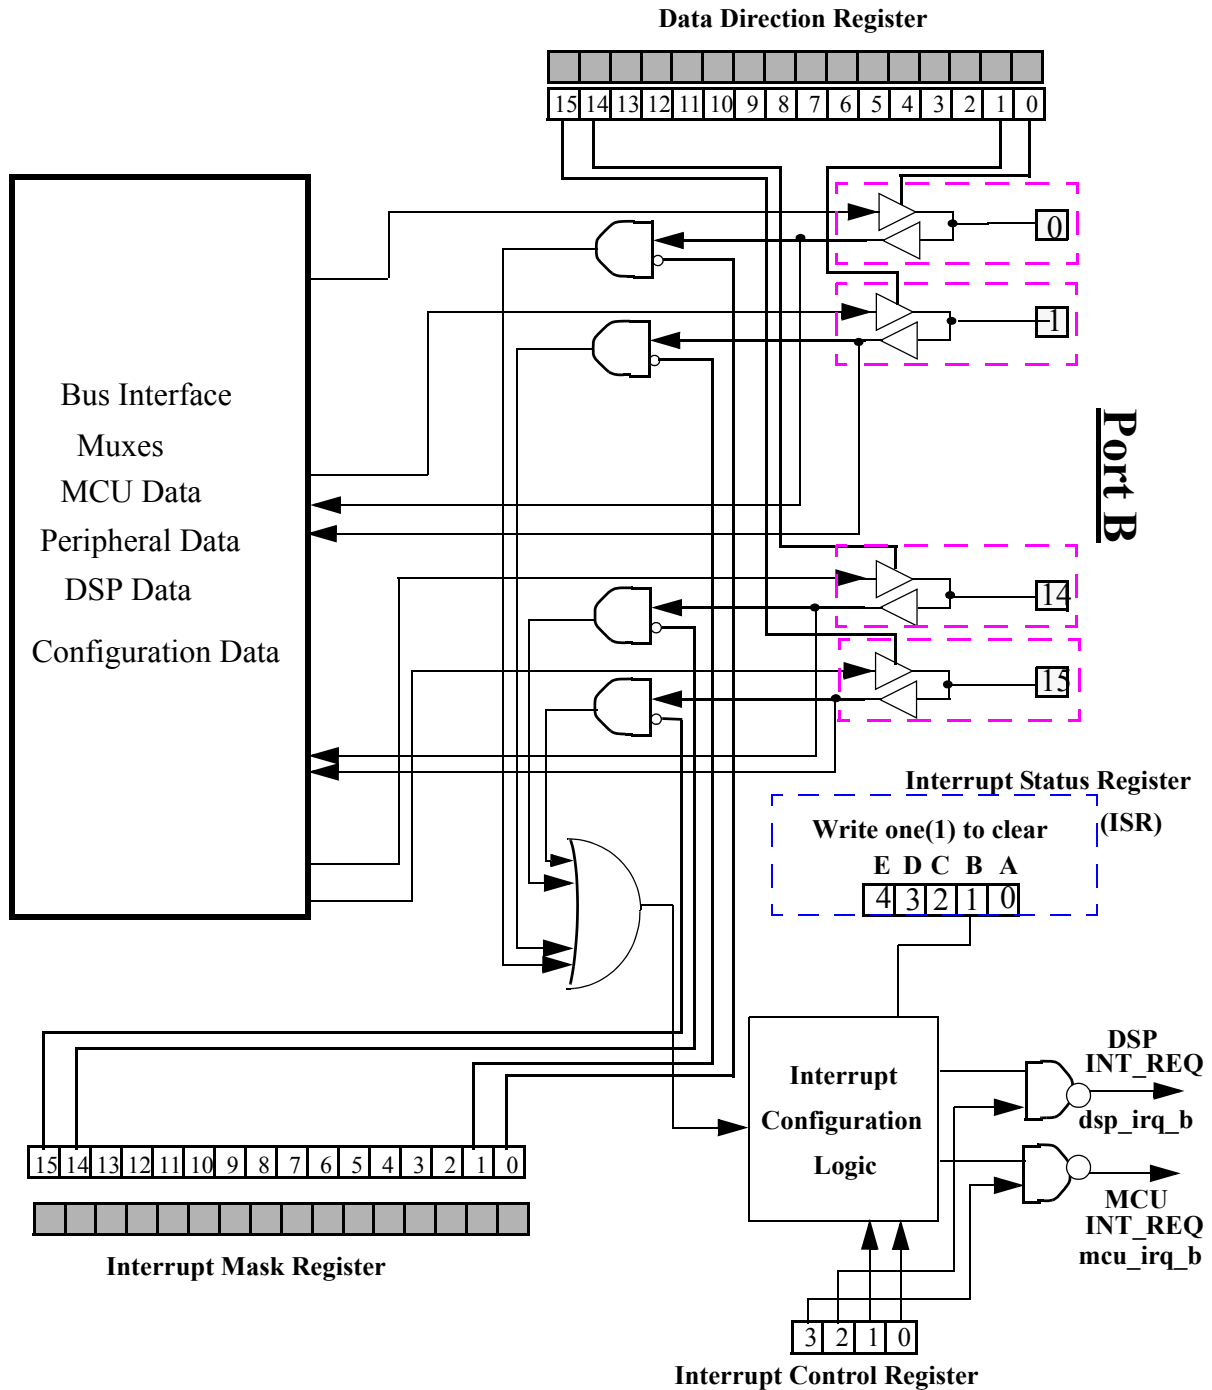 Data Direction Register
15 14 13 12 11 10 9 8 7 6 5 4 3 2 1 0
0
1
Port B
Bus Interface
Muxes
MCU Data
Peripheral Data
DSP Data
Configuration Data
14
15
Interrupt Status Register
(ISR)
Write one(1) to clear
E D C B A
4 3 2 1 0
Interrupt
Configuration
Logic
DSP
INT_REQ
dsp_irq_b
MCU
INT_REQ
mcu_irq_b
15 14 13 12 11 10 9 8 7 6 5 4 3 2 1 0
Interrupt Mask Register
3 2 1 0
Interrupt Control Register